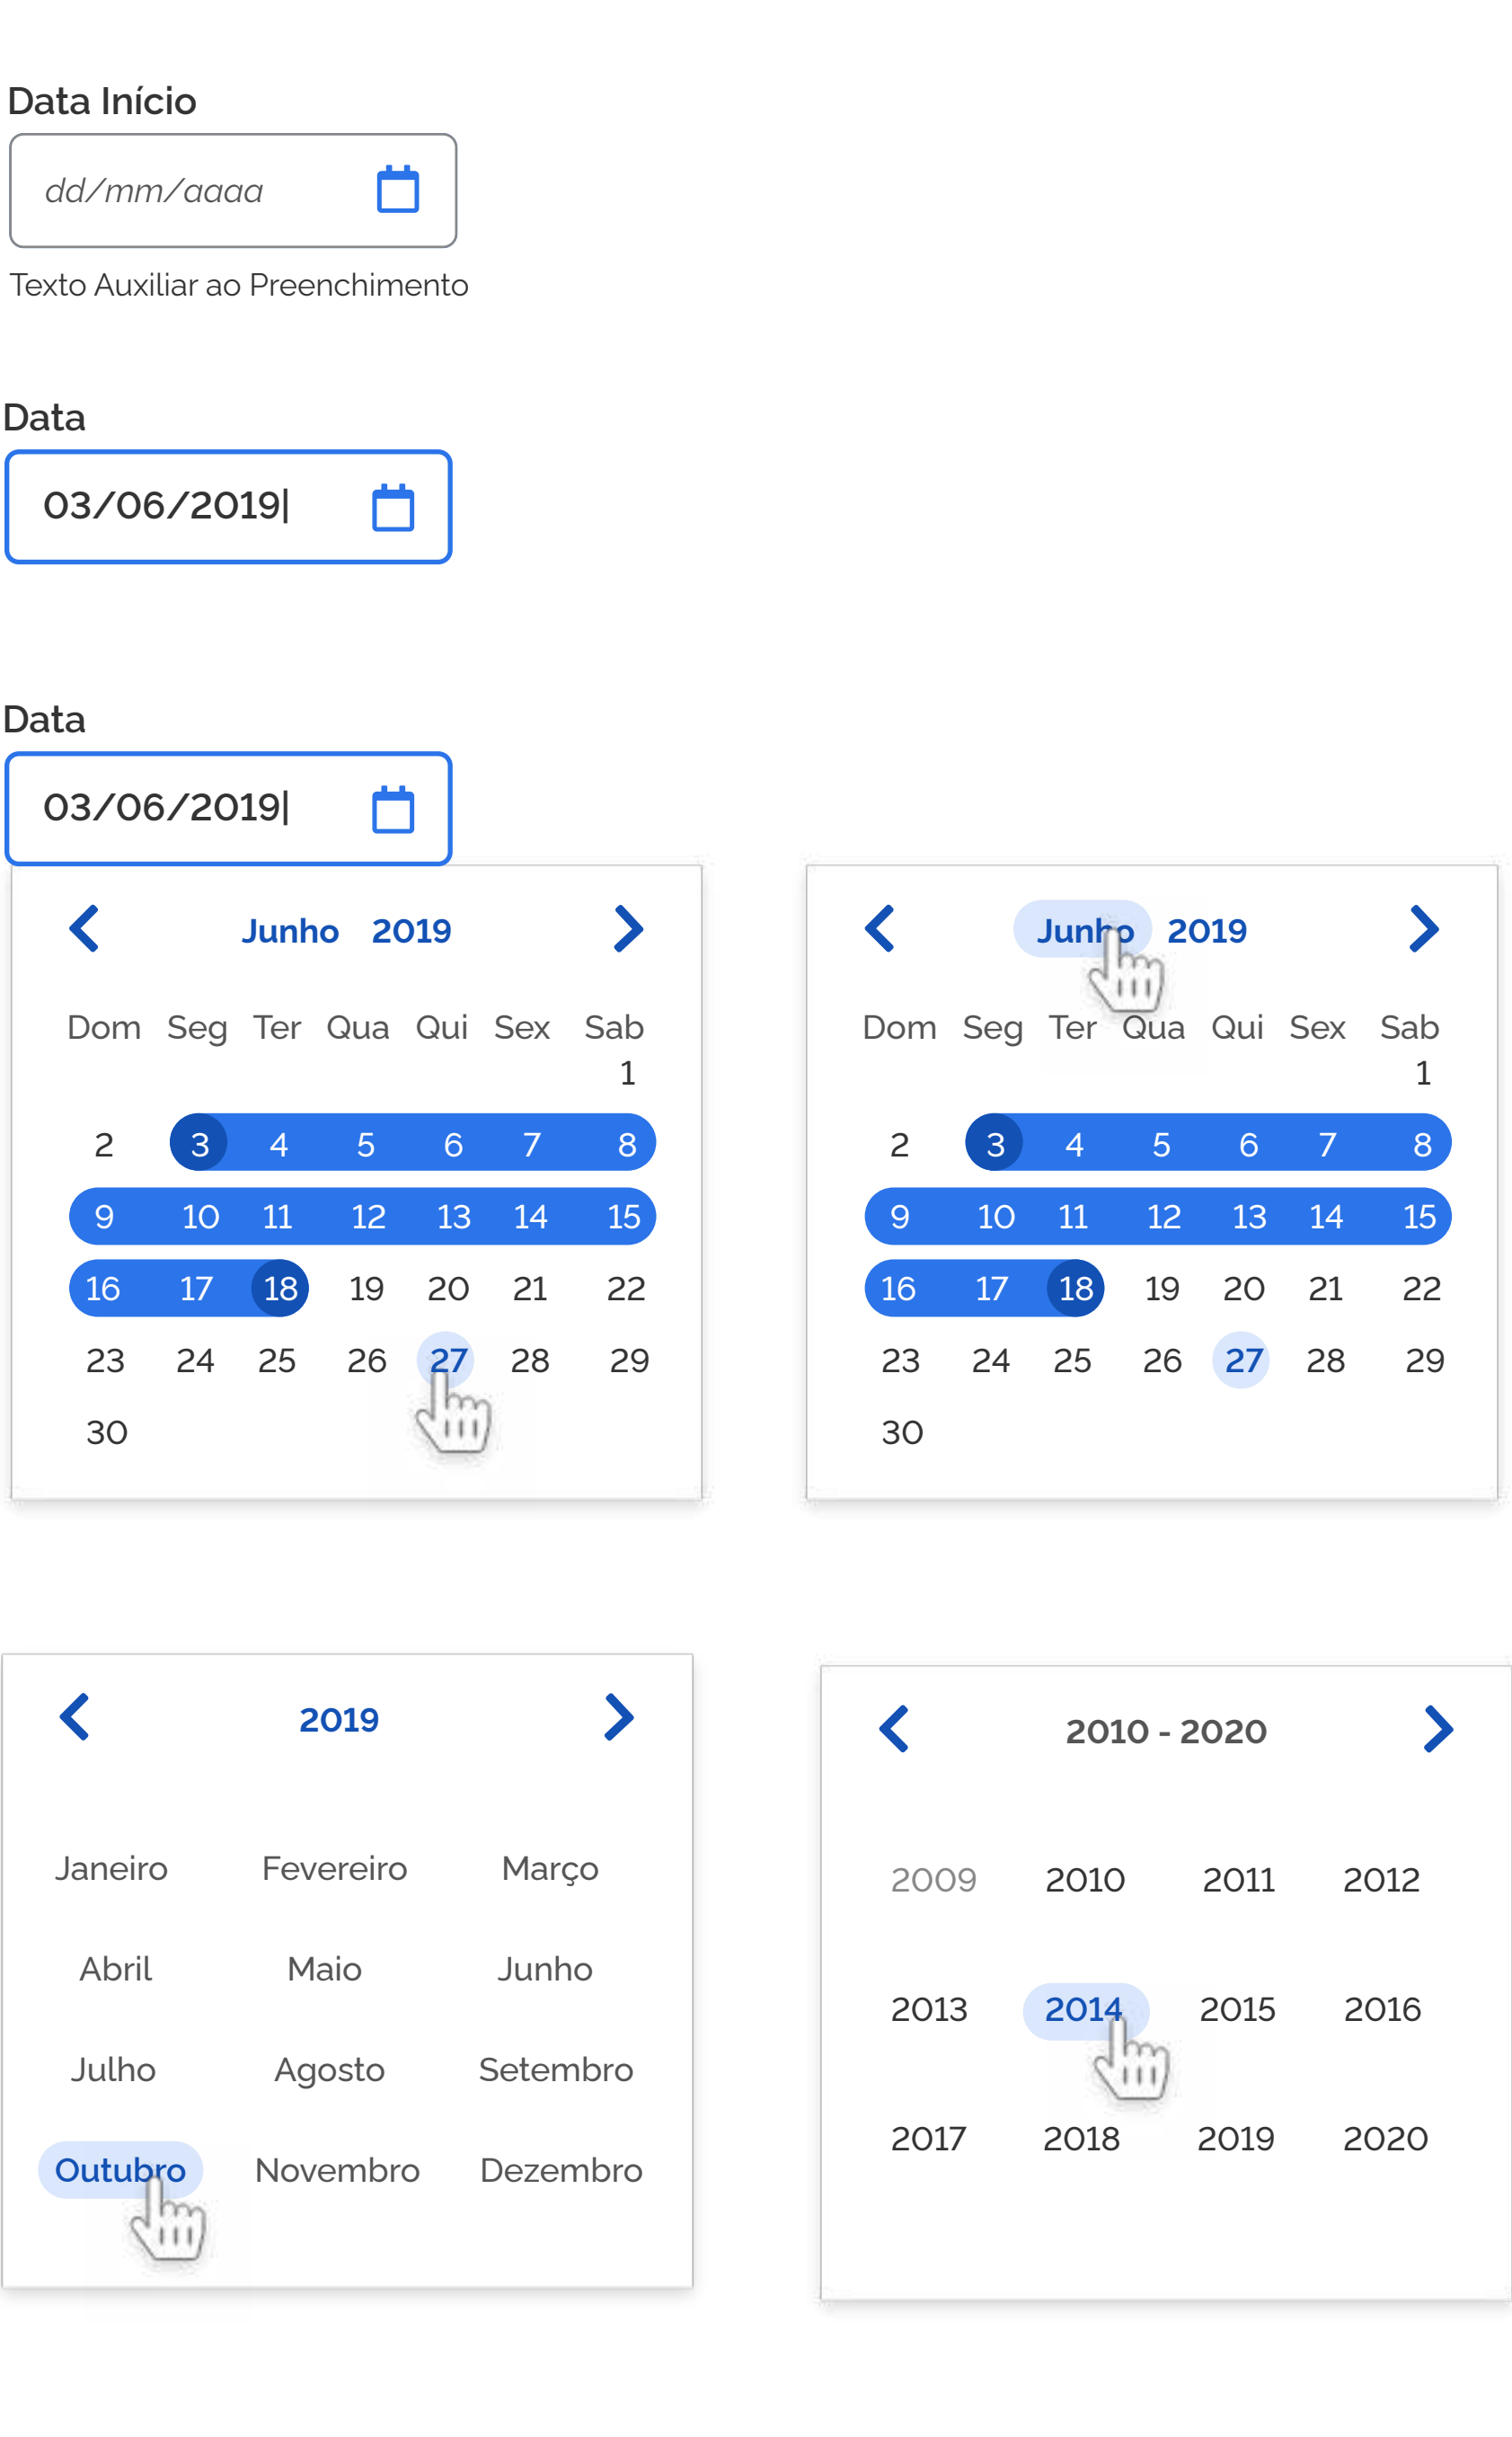 Data Início
dd/mm/aaaa
Texto Auxiliar ao Preenchimento
Data
03/06/2019
Data
03/06/2019
Junho 2019
Dom Seg Ter Qua Qui Sex Sab
1
2 3 4 5 6 7 8
9 10 11 12 13 14 15
16 17 18 19 20 21 22
23 24 25 26 27 28 29
30
Junho 2019
Dom Seg Ter Qua Qui Sex Sab
1
2 3 4 5 6 7 8
9 10 11 12 13 14 15
16 17 18 19 20 21 22
23 24 25 26 27 28 29
30
2019
Janeiro Fevereiro Março
Abril Maio Junho
Julho Agosto Setembro
Outubro Novembro Dezembro
2010 - 2020
2009 2010 2011 2012
2013 2014 2015 2016
2017 2018 2019 2020